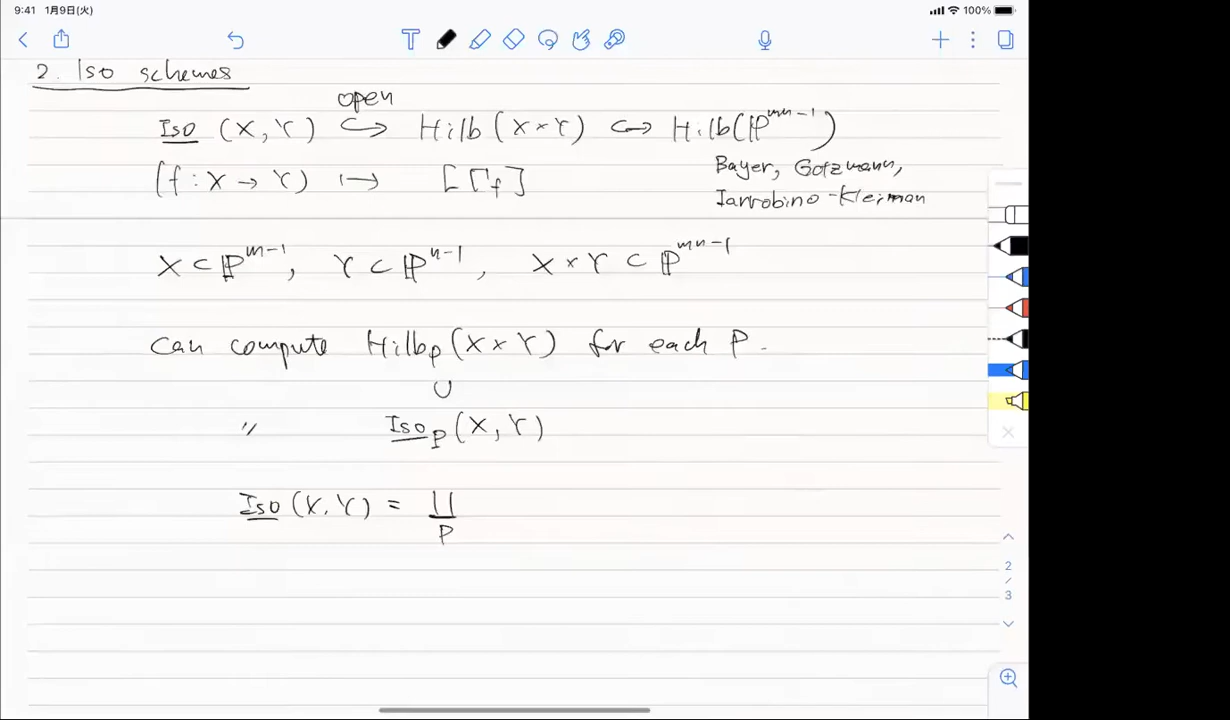 9:41 1月9日(火) 100%
2. Iso schemes
open
Iso (X, Y) ↪ Hilb (X × Y) ↪ Hilb(ℙ^{mn-1})
(f : X → Y) ↦ [Γ_f]
Bayer, Gotzmann,
Iarrobino-Kleiman
X ⊂ ℙ^{m-1}, Y ⊂ ℙ^{n-1}, X × Y ⊂ ℙ^{mn-1}
Can compute Hilb_P (X × Y) for each P.
∪
〃 Iso_P (X, Y)
Iso (X, Y) = ∐_P
2
/
3